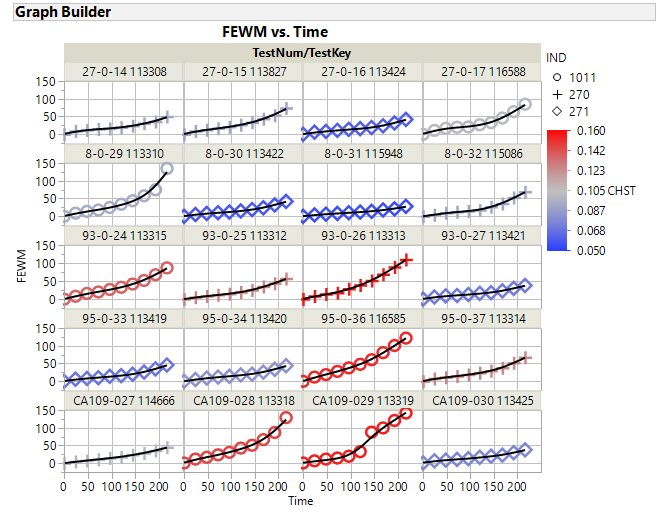 Graph Builder
FEWM vs. Time
TestNum/TestKey
27-0-14 113308 27-0-15 113827 27-0-16 113424 27-0-17 116588
150
100
50
0
8-0-29 113310 8-0-30 113422 8-0-31 115948 8-0-32 115086
150
100
50
0
93-0-24 113315 93-0-25 113312 93-0-26 113313 93-0-27 113421
150
100
50
0
95-0-33 113419 95-0-34 113420 95-0-36 116585 95-0-37 113314
150
100
50
0
CA109-027 114666 CA109-028 113318 CA109-029 113319 CA109-030 113425
150
100
50
0
0 50 100 150 200 0 50 100 150 200 0 50 100 150 200 0 50 100 150 200
Time
FEWM
IND
1011
270
271
0.160
0.142
0.123
0.105 CHST
0.087
0.068
0.050